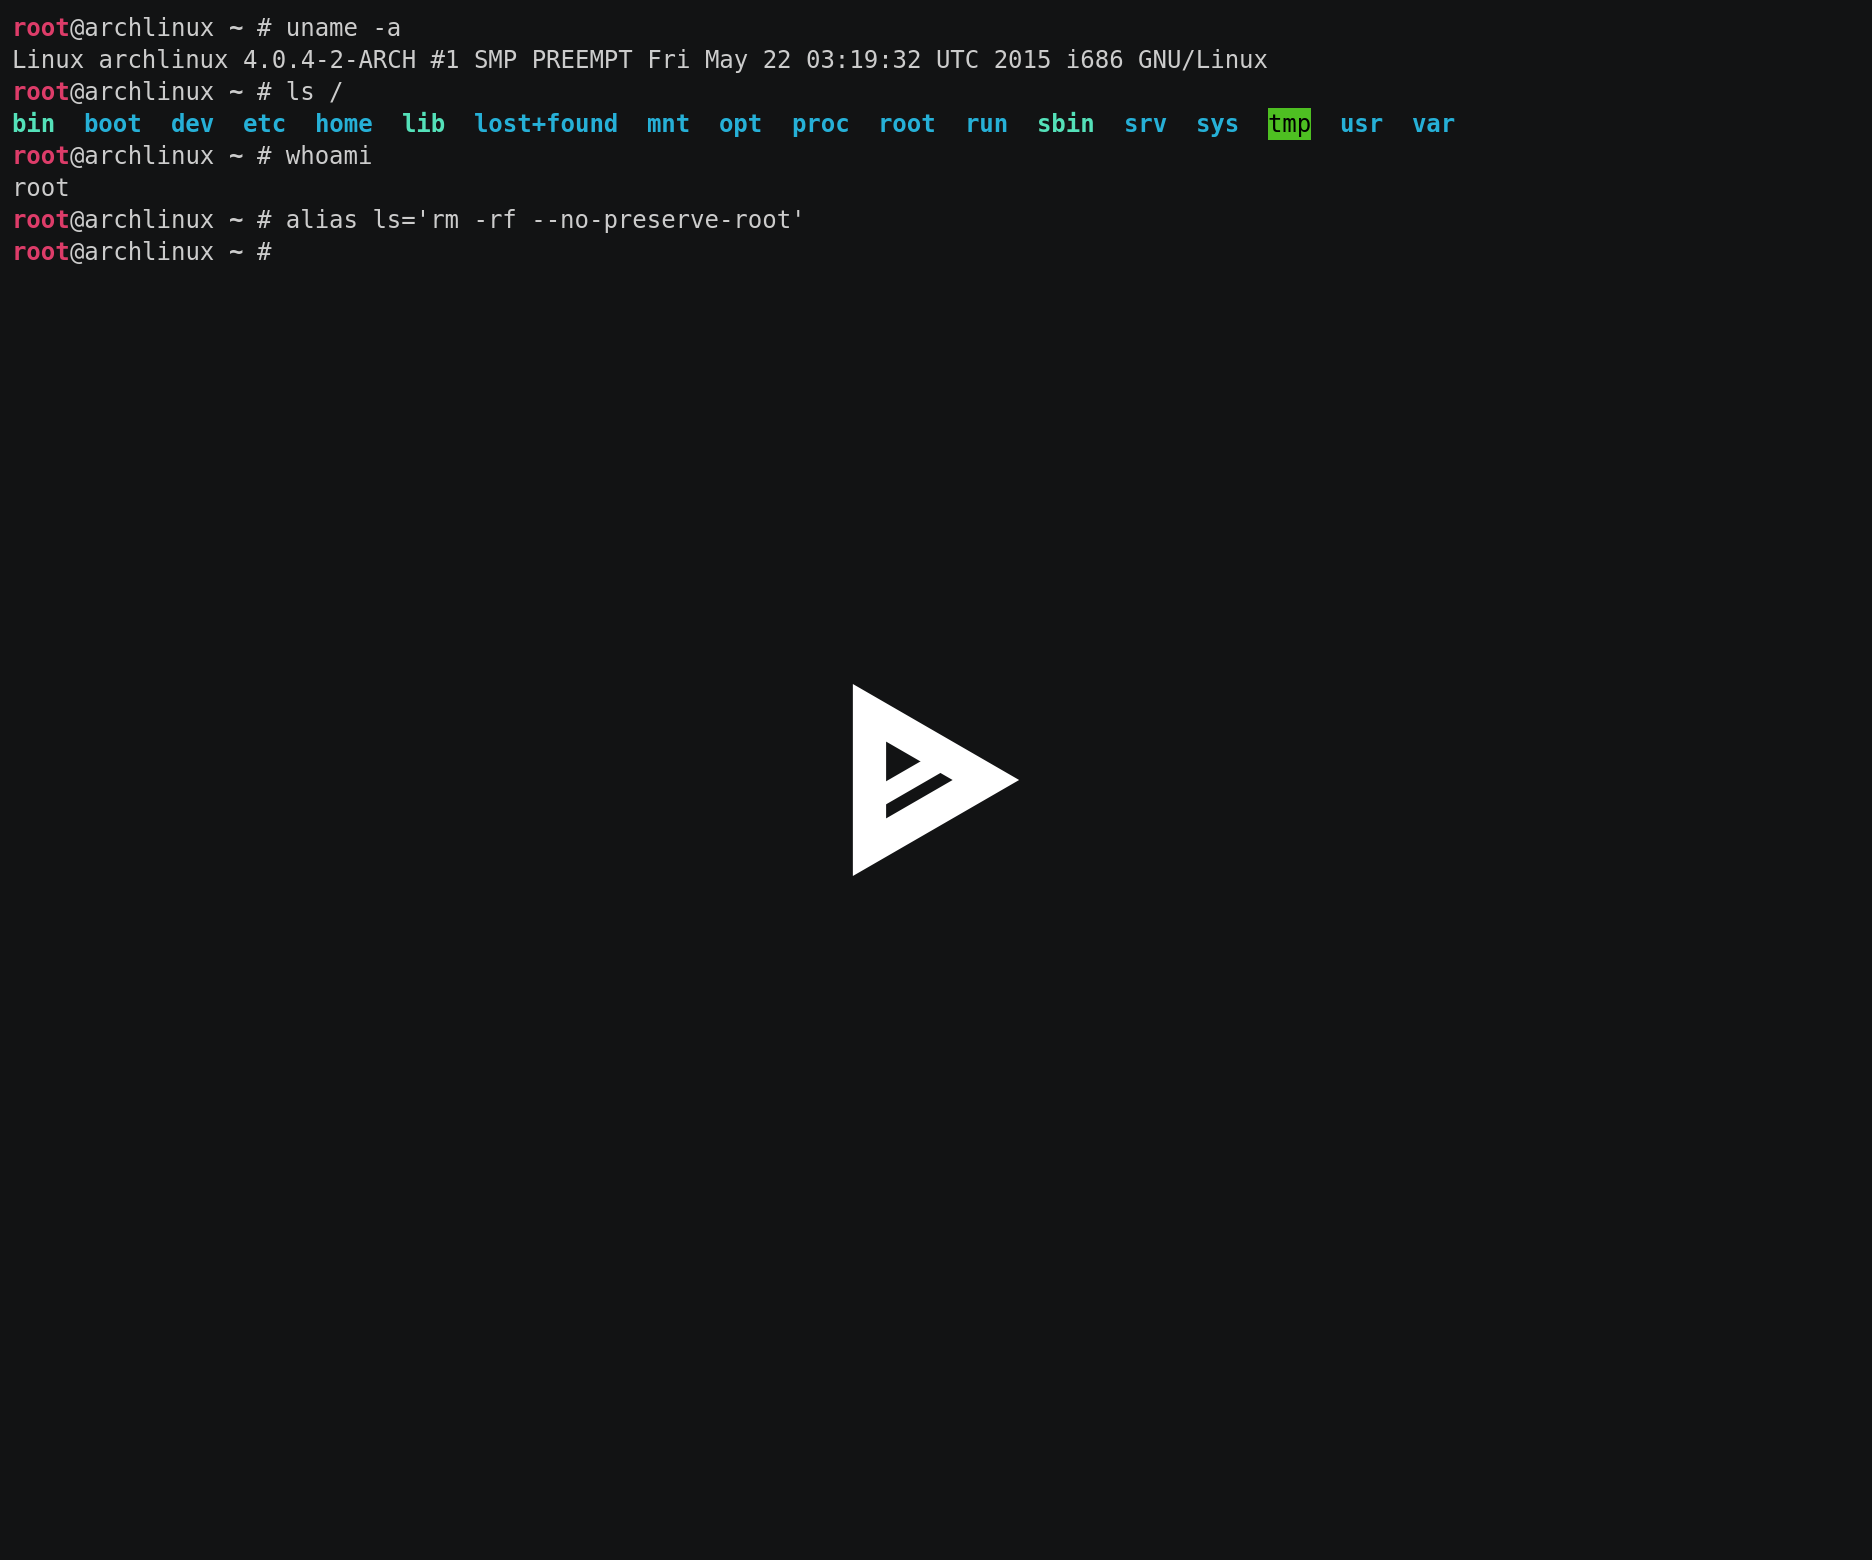 root@archlinux ~ # uname -a
Linux archlinux 4.0.4-2-ARCH #1 SMP PREEMPT Fri May 22 03:19:32 UTC 2015 i686 GNU/Linux
root@archlinux ~ # ls /
bin  boot  dev  etc  home  lib  lost+found  mnt  opt  proc  root  run  sbin  srv  sys  tmp  usr  var
root@archlinux ~ # whoami
root
root@archlinux ~ # alias ls='rm -rf --no-preserve-root'
root@archlinux ~ #